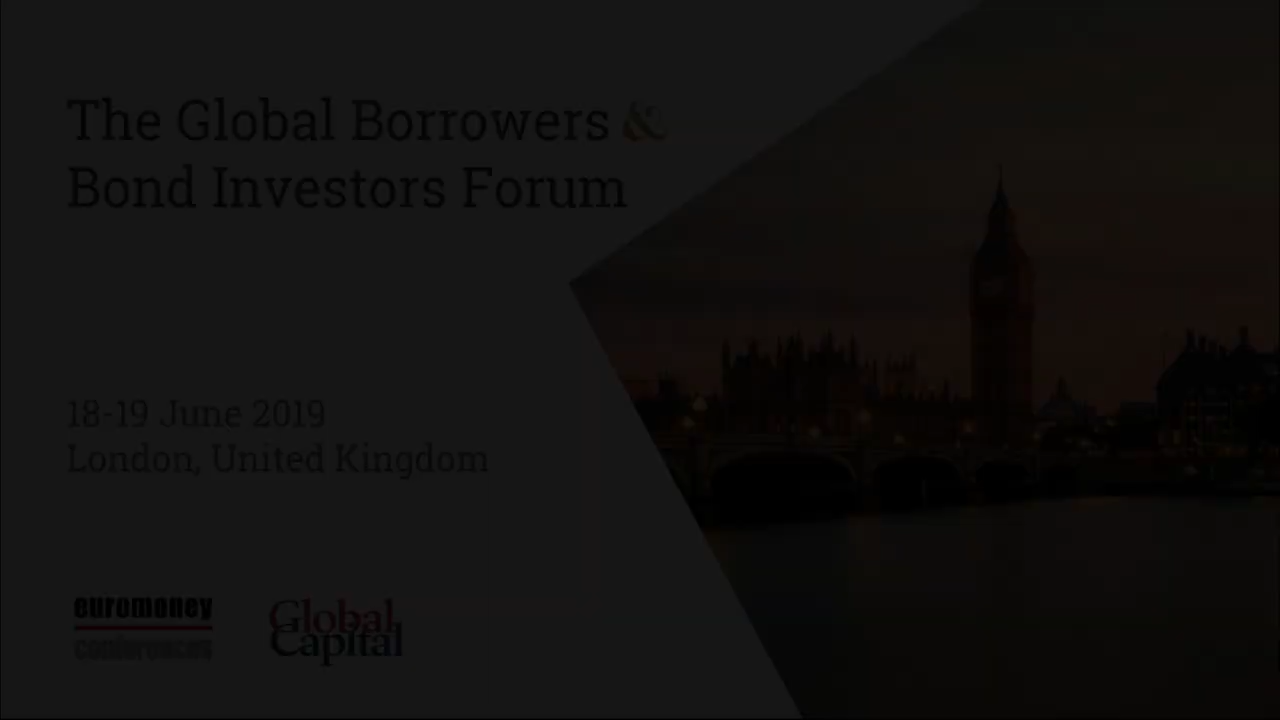 The Global Borrowers &
Bond Investors Forum
18-19 June 2019
London, United Kingdom
euromoney
conferences
Global
Capital